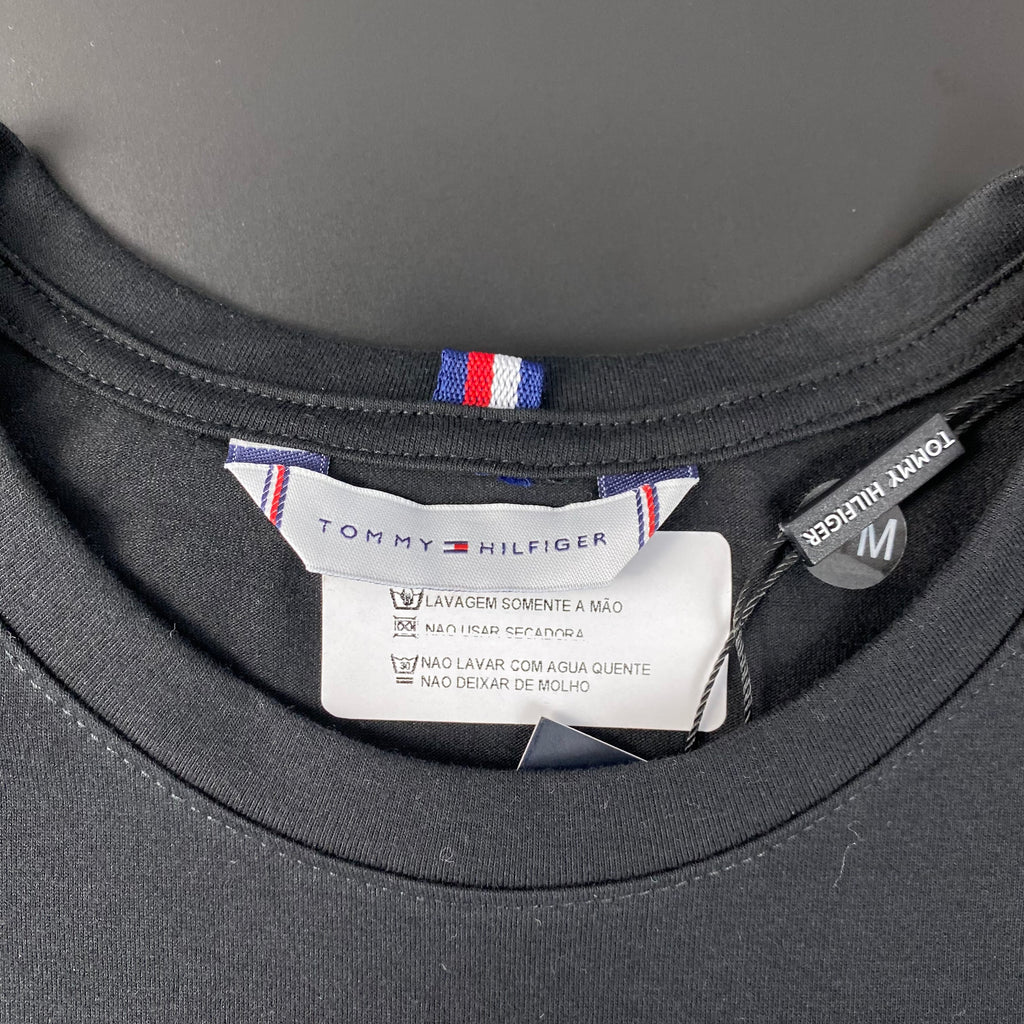 TOMMY HILFIGER
TOMMY HILFIGER
M
LAVAGEM SOMENTE A MÃO
NAO USAR SECADORA
30
NAO LAVAR COM AGUA QUENTE
NAO DEIXAR DE MOLHO